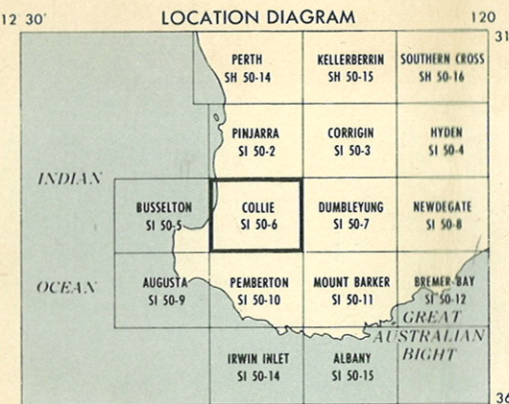 12 30'
LOCATION DIAGRAM
120
31
PERTH
SH 50-14
KELLERBERRIN
SH 50-15
SOUTHERN CROSS
SH 50-16
PINJARRA
SI 50-2
CORRIGIN
SI 50-3
HYDEN
SI 50-4
INDIAN
BUSSELTON
SI 50-5
COLLIE
SI 50-6
DUMBLEYUNG
SI 50-7
NEWDEGATE
SI 50-8
OCEAN
AUGUSTA
SI 50-9
PEMBERTON
SI 50-10
MOUNT BARKER
SI 50-11
BREMER BAY
SI 50-12
GREAT
AUSTRALIAN
BIGHT
IRWIN INLET
SI 50-14
ALBANY
SI 50-15
36